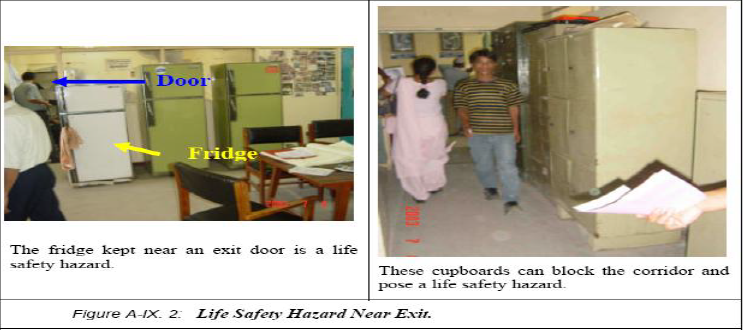 Door
Fridge
The fridge kept near an exit door is a life
safety hazard.
These cupboards can block the corridor and
pose a life safety hazard.
Figure A-IX. 2: Life Safety Hazard Near Exit.